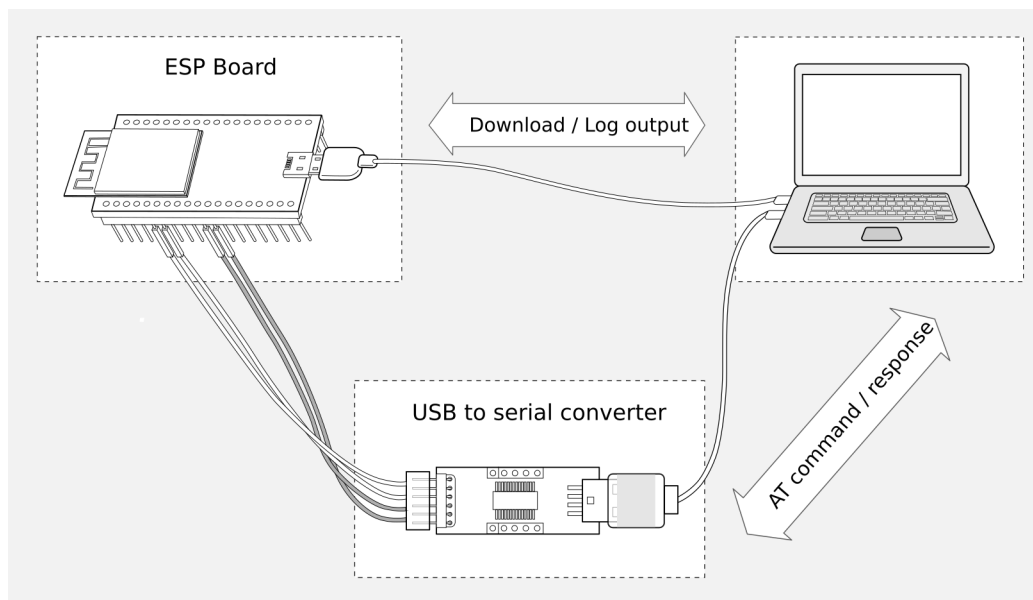 ESP Board
Download / Log output
USB to serial converter
AT command / response